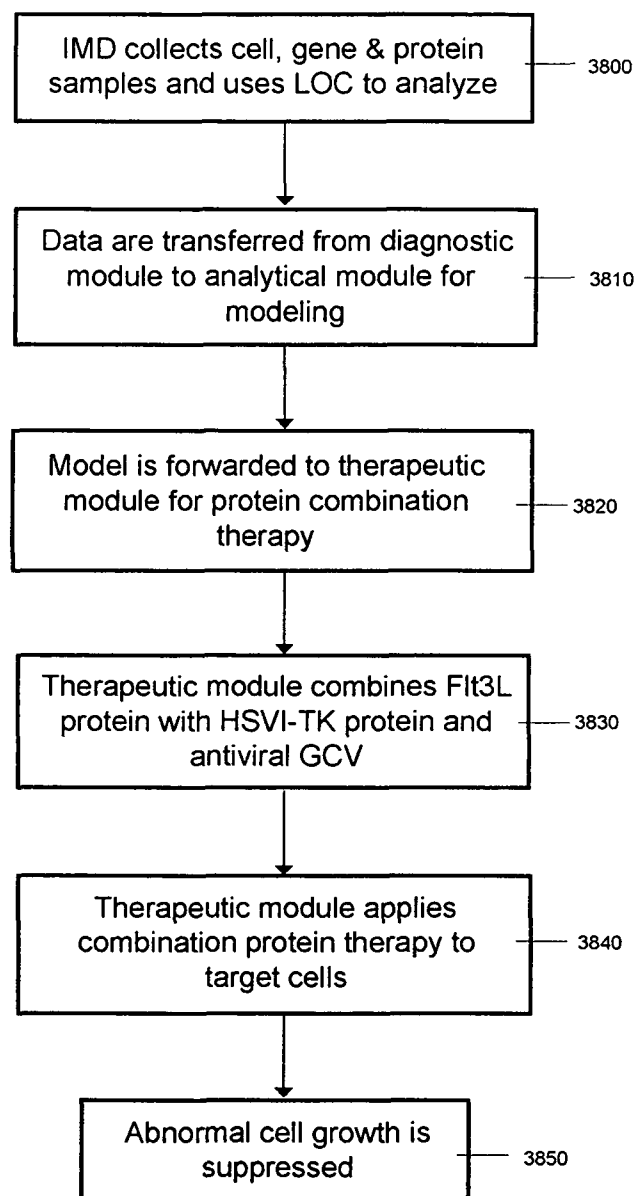 IMD collects cell, gene & protein
samples and uses LOC to analyze
3800
Data are transferred from diagnostic
module to analytical module for
modeling
3810
Model is forwarded to therapeutic
module for protein combination
therapy
3820
Therapeutic module combines Flt3L
protein with HSVI-TK protein and
antiviral GCV
3830
Therapeutic module applies
combination protein therapy to
target cells
3840
Abnormal cell growth is
suppressed
3850